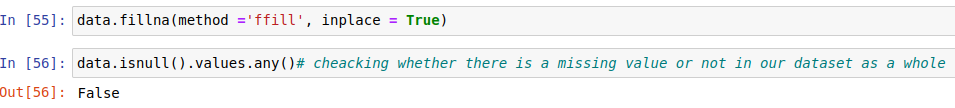 In [55]: data.fillna(method ='ffill', inplace = True)
In [56]: data.isnull().values.any()# cheacking whether there is a missing value or not in our dataset as a whole
Out[56]: False